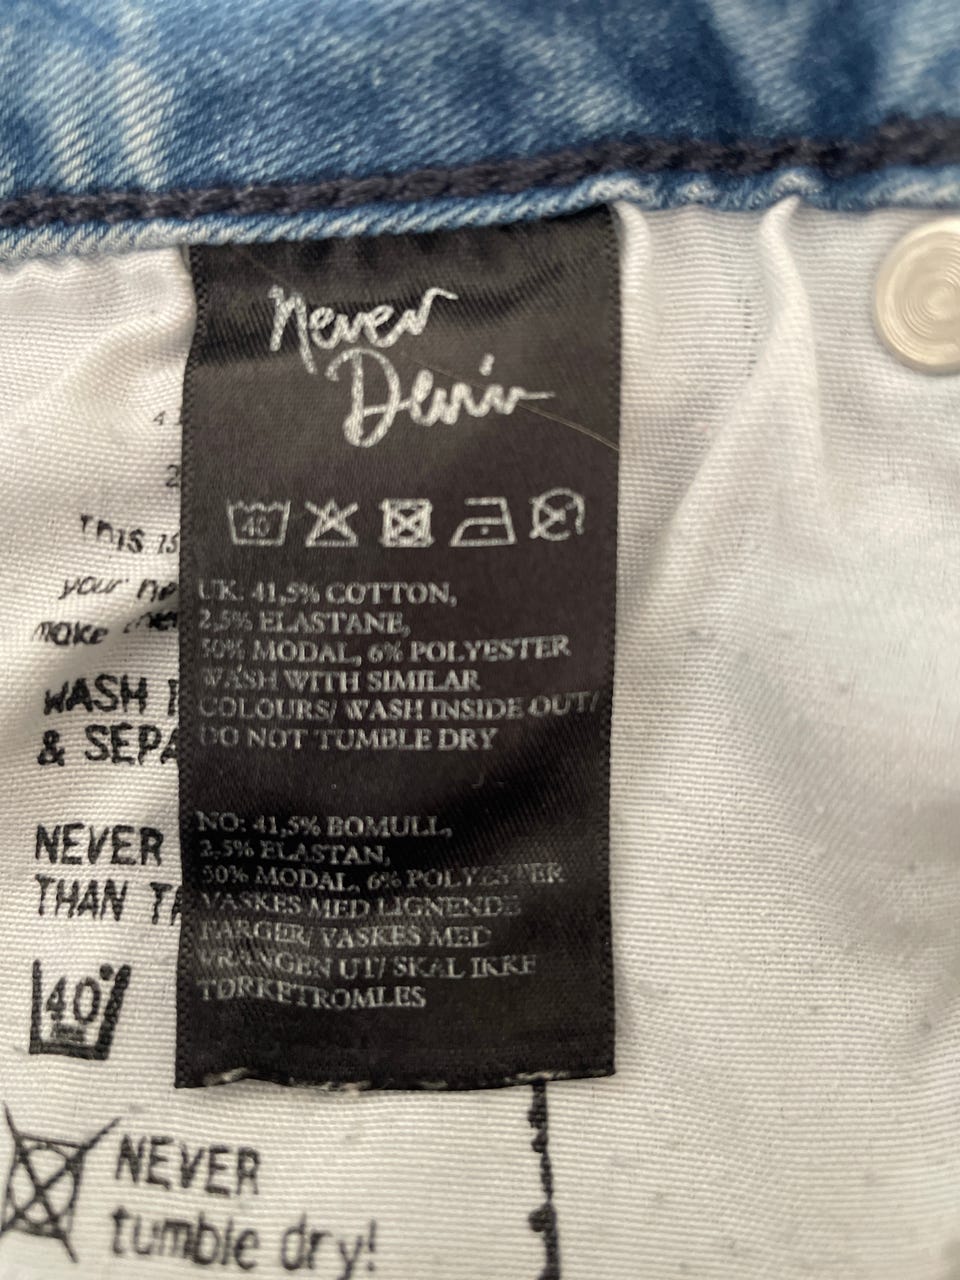 Never
Denim
40
UK: 41,5% COTTON,
2,5% ELASTANE,
50% MODAL, 6% POLYESTER
WASH WITH SIMILAR
COLOURS/ WASH INSIDE OUT/
DO NOT TUMBLE DRY
NO: 41,5% BOMULL,
2,5% ELASTAN,
50% MODAL, 6% POLYESTER
VASKES MED LIGNENDE
FARGER/ VASKES MED
VRANGEN UT/ SKAL IKKE
TØRKETROMLES
4
2
THIS IS
your
make
WASH
& SEPA
NEVER
THAN
40°
NEVER
tumble dry!